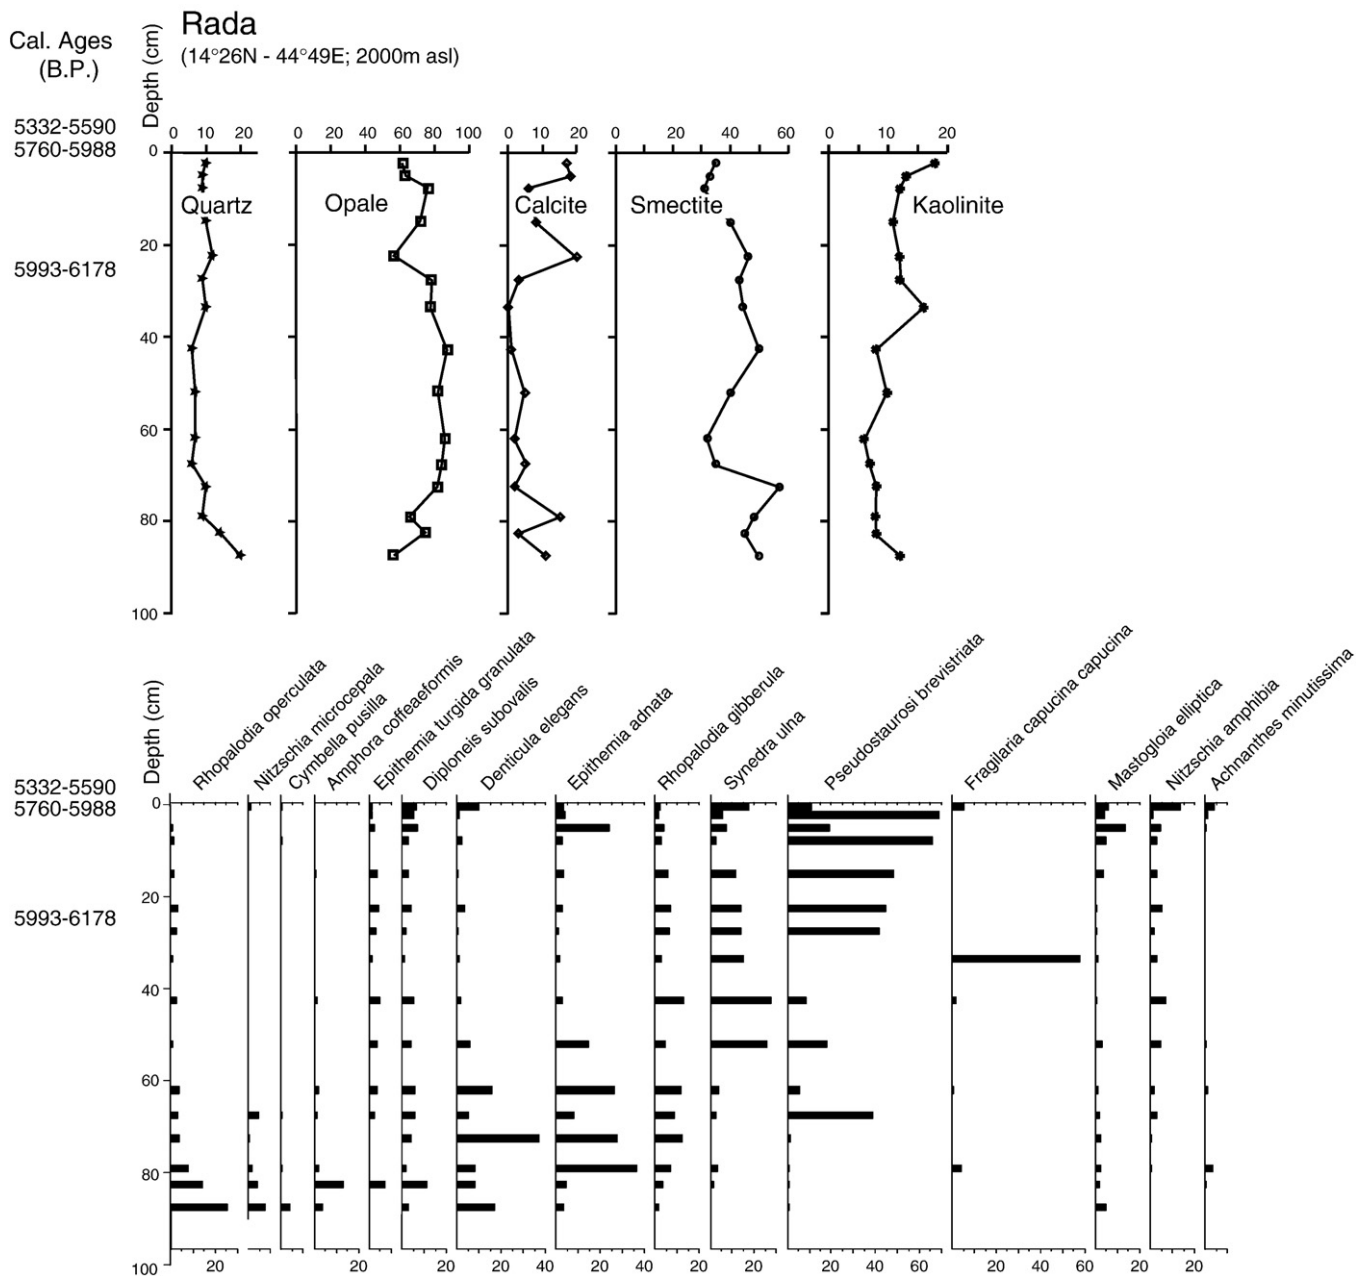 Rada
(14°26N - 44°49E; 2000m asl)
Cal. Ages
(B.P.)
Depth (cm)
5332-5590
5760-5988
5993-6178
0 10 20
0 20 40 60 80 100
0 10 20
0 20 40 60
0 10 20
0
20
40
60
80
100
Quartz
Opale
Calcite
Smectite
Kaolinite
Depth (cm)
Rhopalodia operculata
Nitzschia microcepala
Cymbella pusilla
Amphora coffeaeformis
Epithemia turgida granulata
Diploneis subovalis
Denticula elegans
Epithemia adnata
Rhopalodia gibberula
Synedra ulna
Pseudostaurosi brevistriata
Fragilaria capucina capucina
Mastogloia elliptica
Nitzschia amphibia
Achnanthes minutissima
5332-5590
5760-5988
5993-6178
0
20
40
60
80
100
20 20 20 20 40 20 40 20 20 20 40 60 20 40 60 20 20